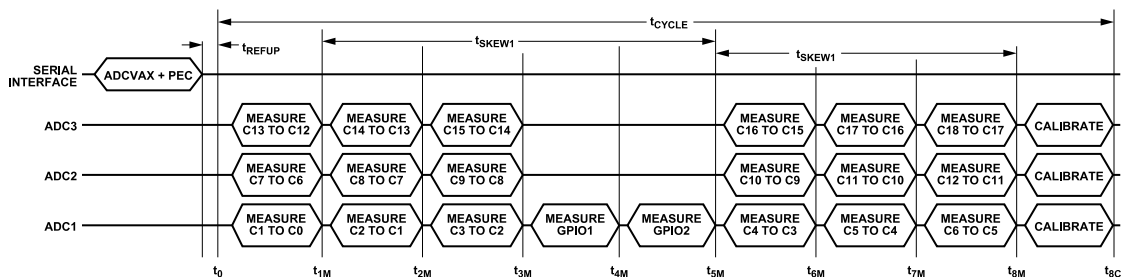 tCYCLE
tREFUP
tSKEW1
tSKEW1
SERIAL
INTERFACE
ADCVAX + PEC
ADC3
MEASURE
C13 TO C12
MEASURE
C14 TO C13
MEASURE
C15 TO C14
MEASURE
C16 TO C15
MEASURE
C17 TO C16
MEASURE
C18 TO C17
CALIBRATE
ADC2
MEASURE
C7 TO C6
MEASURE
C8 TO C7
MEASURE
C9 TO C8
MEASURE
C10 TO C9
MEASURE
C11 TO C10
MEASURE
C12 TO C11
CALIBRATE
ADC1
MEASURE
C1 TO C0
MEASURE
C2 TO C1
MEASURE
C3 TO C2
MEASURE
GPIO1
MEASURE
GPIO2
MEASURE
C4 TO C3
MEASURE
C5 TO C4
MEASURE
C6 TO C5
CALIBRATE
t0 t1M t2M t3M t4M t5M t6M t7M t8M t8C